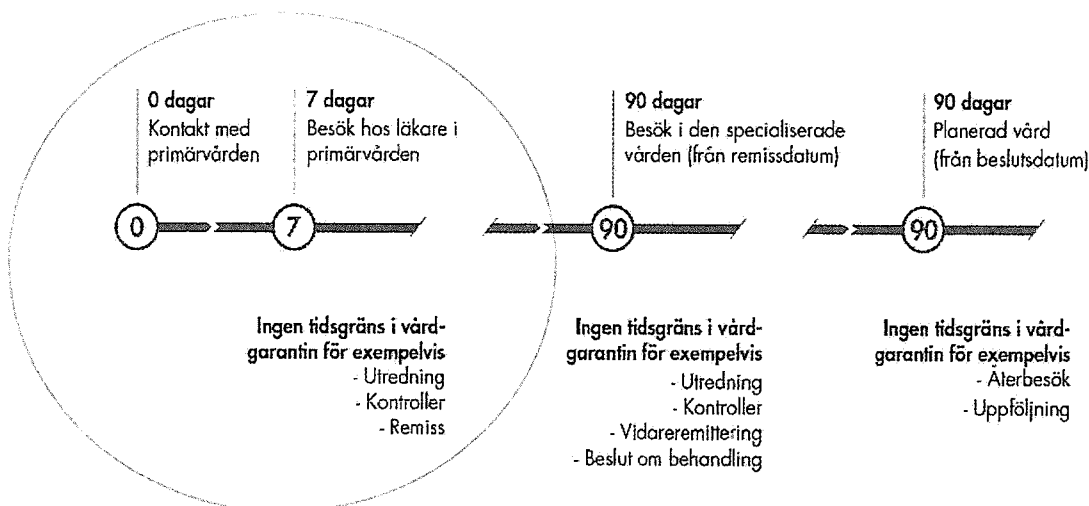 0 dagar
Kontakt med
primärvården
7 dagar
Besök hos läkare i
primärvården
90 dagar
Besök i den specialiserade
vården (från remissdatum)
90 dagar
Planerad vård
(från beslutsdatum)
0
7
90
90
Ingen tidsgräns i vård-
garantin för exempelvis
- Utredning
- Kontroller
- Remiss
Ingen tidsgräns i vård-
garantin för exempelvis
- Utredning
- Kontroller
- Vidareremittering
- Beslut om behandling
Ingen tidsgräns i vård-
garantin för exempelvis
- Återbesök
- Uppföljning